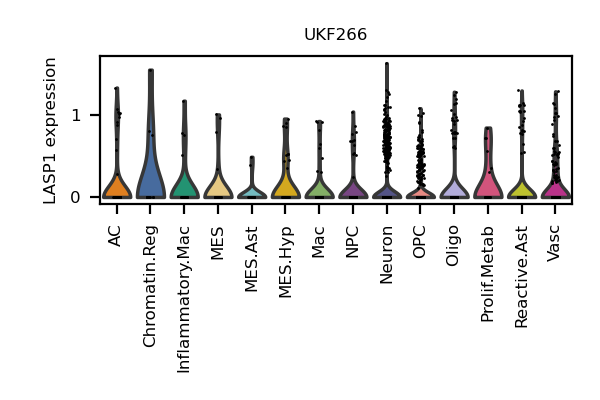 UKF266
LASP1 expression
1
0
AC
Chromatin.Reg
Inflammatory.Mac
MES
MES.Ast
MES.Hyp
Mac
NPC
Neuron
OPC
Oligo
Prolif.Metab
Reactive.Ast
Vasc